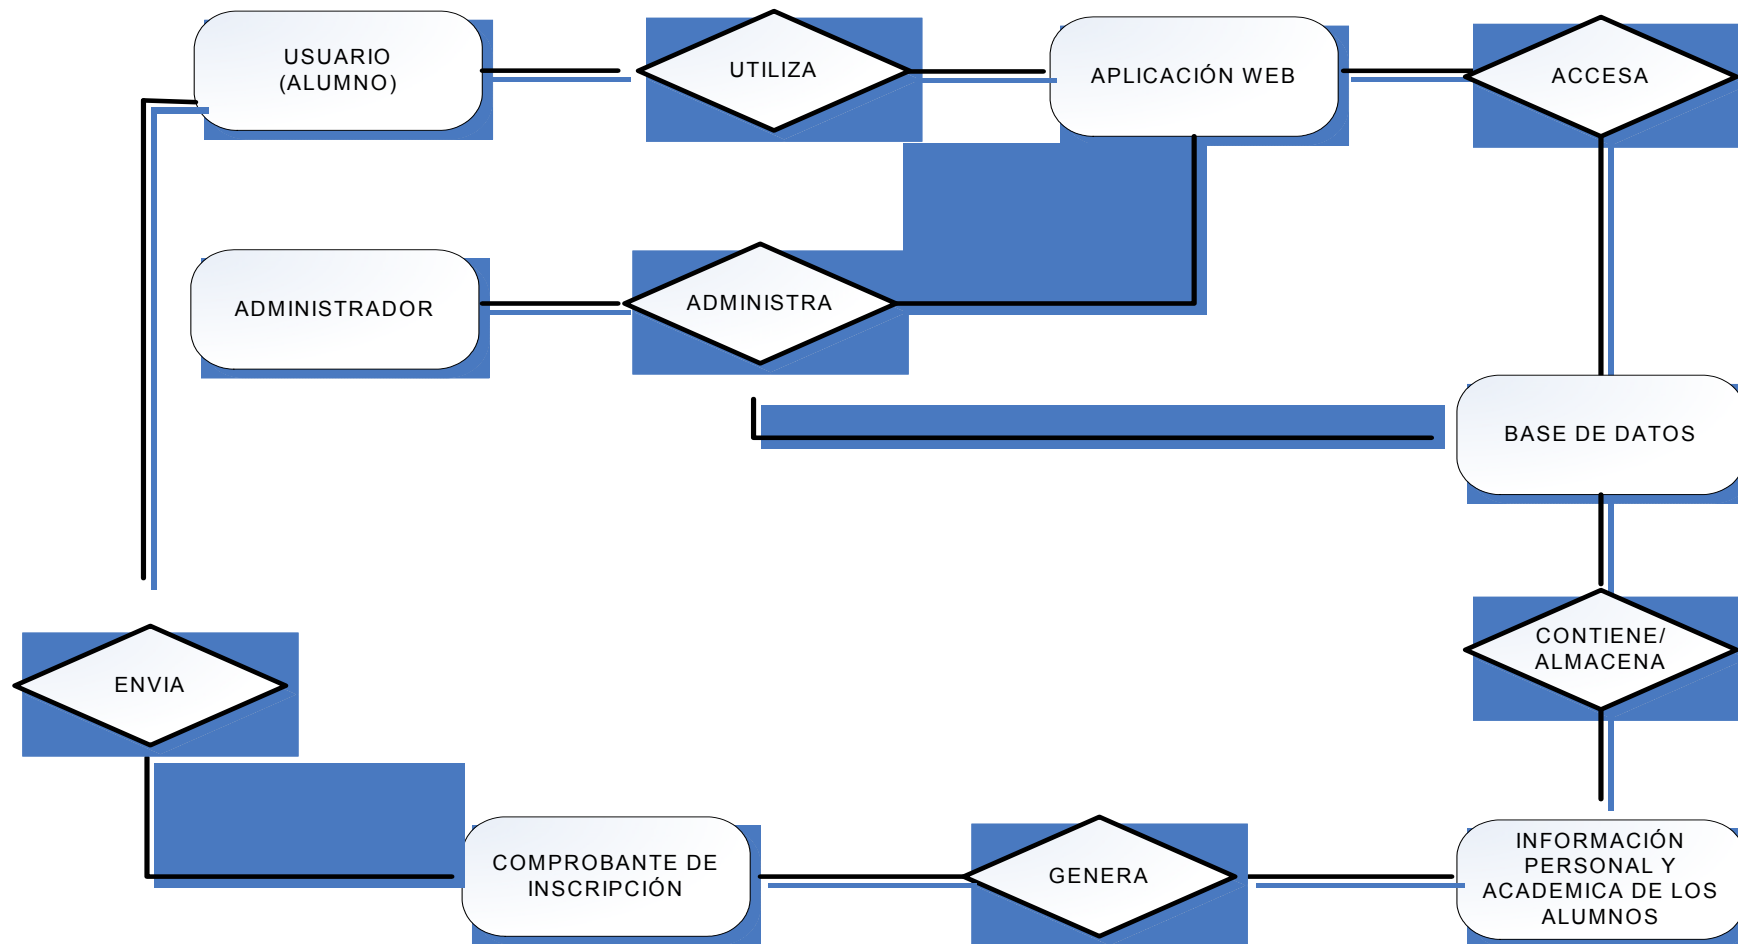 USUARIO
(ALUMNO)
UTILIZA
APLICACIÓN WEB
ACCESA
ADMINISTRADOR
ADMINISTRA
BASE DE DATOS
CONTIENE/
ALMACENA
ENVIA
COMPROBANTE DE
INSCRIPCIÓN
GENERA
INFORMACIÓN
PERSONAL Y
ACADEMICA DE LOS
ALUMNOS